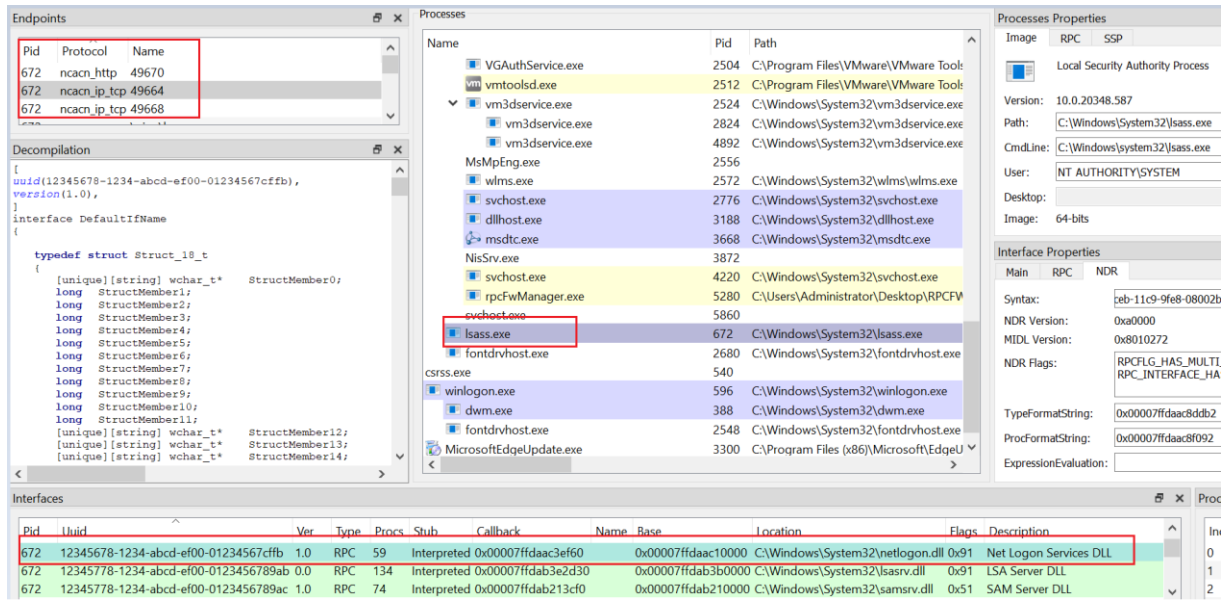 Endpoints
Pid Protocol Name
672 ncacn_http 49670
672 ncacn_ip_tcp 49664
672 ncacn_ip_tcp 49668
Decompilation
[
uuid(12345678-1234-abcd-ef00-01234567cffb),
version(1.0),
]
interface DefaultIfName
{
typedef struct Struct_18_t
{
[unique][string] wchar_t* StructMember0;
long StructMember1;
long StructMember2;
long StructMember3;
long StructMember4;
long StructMember5;
long StructMember6;
long StructMember7;
long StructMember8;
long StructMember9;
long StructMember10;
long StructMember11;
[unique][string] wchar_t* StructMember12;
[unique][string] wchar_t* StructMember13;
[unique][string] wchar_t* StructMember14;
Processes
Name Pid Path
VGAuthService.exe 2504 C:\Program Files\VMware\VMware Tools
vm vmtoolsd.exe 2512 C:\Program Files\VMware\VMware Tools
vm3dservice.exe 2524 C:\Windows\System32\vm3dservice.exe
vm3dservice.exe 2824 C:\Windows\System32\vm3dservice.exe
vm3dservice.exe 4892 C:\Windows\System32\vm3dservice.exe
MsMpEng.exe 2556
wlms.exe 2572 C:\Windows\System32\wlms\wlms.exe
svchost.exe 2776 C:\Windows\System32\svchost.exe
dllhost.exe 3188 C:\Windows\System32\dllhost.exe
msdtc.exe 3668 C:\Windows\System32\msdtc.exe
NisSrv.exe 3872
svchost.exe 4220 C:\Windows\System32\svchost.exe
rpcFwManager.exe 5280 C:\Users\Administrator\Desktop\RPCFW
svchost.exe 5860
lsass.exe 672 C:\Windows\System32\lsass.exe
fontdrvhost.exe 2680 C:\Windows\System32\fontdrvhost.exe
csrss.exe 540
winlogon.exe 596 C:\Windows\System32\winlogon.exe
dwm.exe 388 C:\Windows\System32\dwm.exe
fontdrvhost.exe 2548 C:\Windows\System32\fontdrvhost.exe
MicrosoftEdgeUpdate.exe 3300 C:\Program Files (x86)\Microsoft\EdgeU
Processes Properties
Image RPC SSP
Local Security Authority Process
Version: 10.0.20348.587
Path: C:\Windows\System32\lsass.exe
CmdLine: C:\Windows\system32\lsass.exe
User: NT AUTHORITY\SYSTEM
Desktop:
Image: 64-bits
Interface Properties
Main RPC NDR
Syntax: ceb-11c9-9fe8-08002b
NDR Version: 0xa0000
MIDL Version: 0x8010272
NDR Flags: RPCFLG_HAS_MULTI_
RPC_INTERFACE_HA
TypeFormatString: 0x00007ffdaac8ddb2
ProcFormatString: 0x00007ffdaac8f092
ExpressionEvaluation:
Interfaces
Pid Uuid Ver Type Procs Stub Callback Name Base Location Flags Description
672 12345678-1234-abcd-ef00-01234567cffb 1.0 RPC 59 Interpreted 0x00007ffdaac3ef60 0x00007ffdaac10000 C:\Windows\System32\netlogon.dll 0x91 Net Logon Services DLL
672 12345778-1234-abcd-ef00-0123456789ab 0.0 RPC 134 Interpreted 0x00007ffdab3e2d30 0x00007ffdab3b0000 C:\Windows\System32\lsasrv.dll 0x91 LSA Server DLL
672 12345778-1234-abcd-ef00-0123456789ac 1.0 RPC 74 Interpreted 0x00007ffdab213cf0 0x00007ffdab210000 C:\Windows\System32\samsrv.dll 0x51 SAM Server DLL
Proc
In
0
1
2